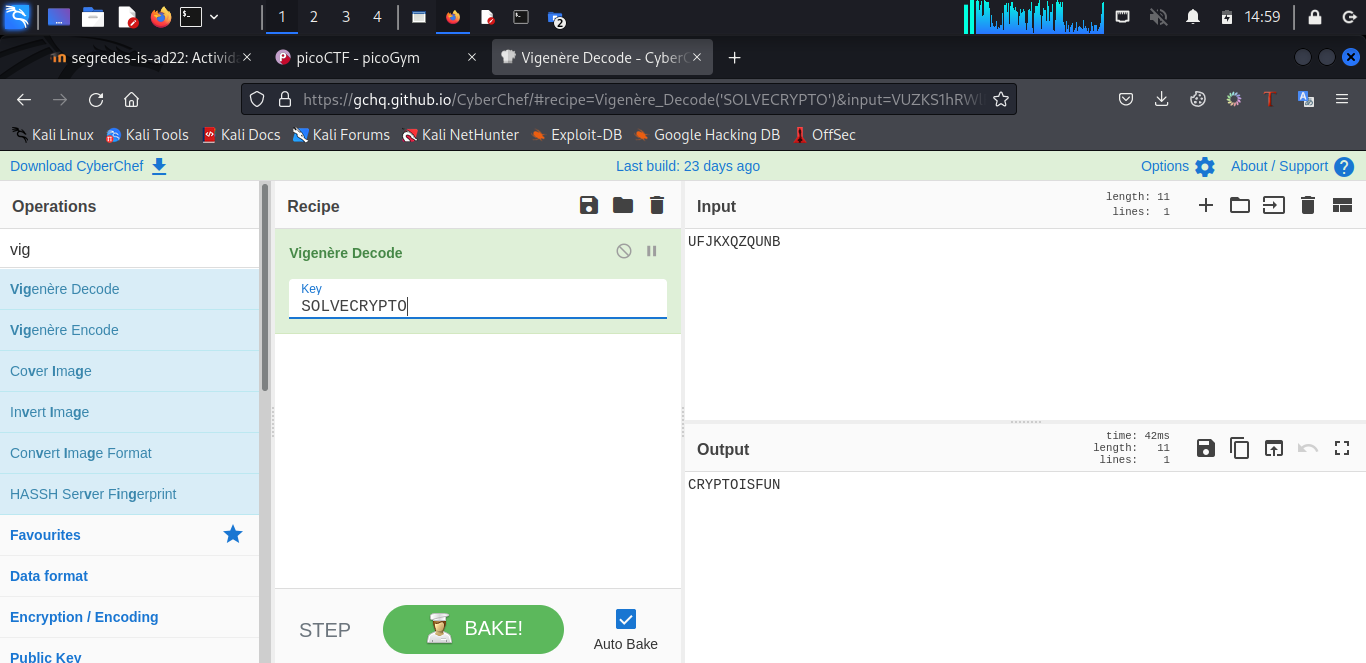 1 2 3 4 2 14:59
segredes-is-ad22: Activid picoCTF - picoGym Vigenère Decode - CyberC
https://gchq.github.io/CyberChef/#recipe=Vigenère_Decode('SOLVECRYPTO')&input=VUZKS1hRWl
Kali Linux Kali Tools Kali Docs Kali Forums Kali NetHunter Exploit-DB Google Hacking DB OffSec
Download CyberChef Last build: 23 days ago Options About / Support ?
Operations
vig
Vigenère Decode
Vigenère Encode
Cover Image
Invert Image
Convert Image Format
HASSH Server Fingerprint
Favourites
Data format
Encryption / Encoding
Public Key
Recipe
Vigenère Decode
Key
SOLVECRYPTO
STEP BAKE! Auto Bake
Input
length: 11
lines: 1
UFJKXQZQUNB
Output
time: 42ms
length: 11
lines: 1
CRYPTOISFUN